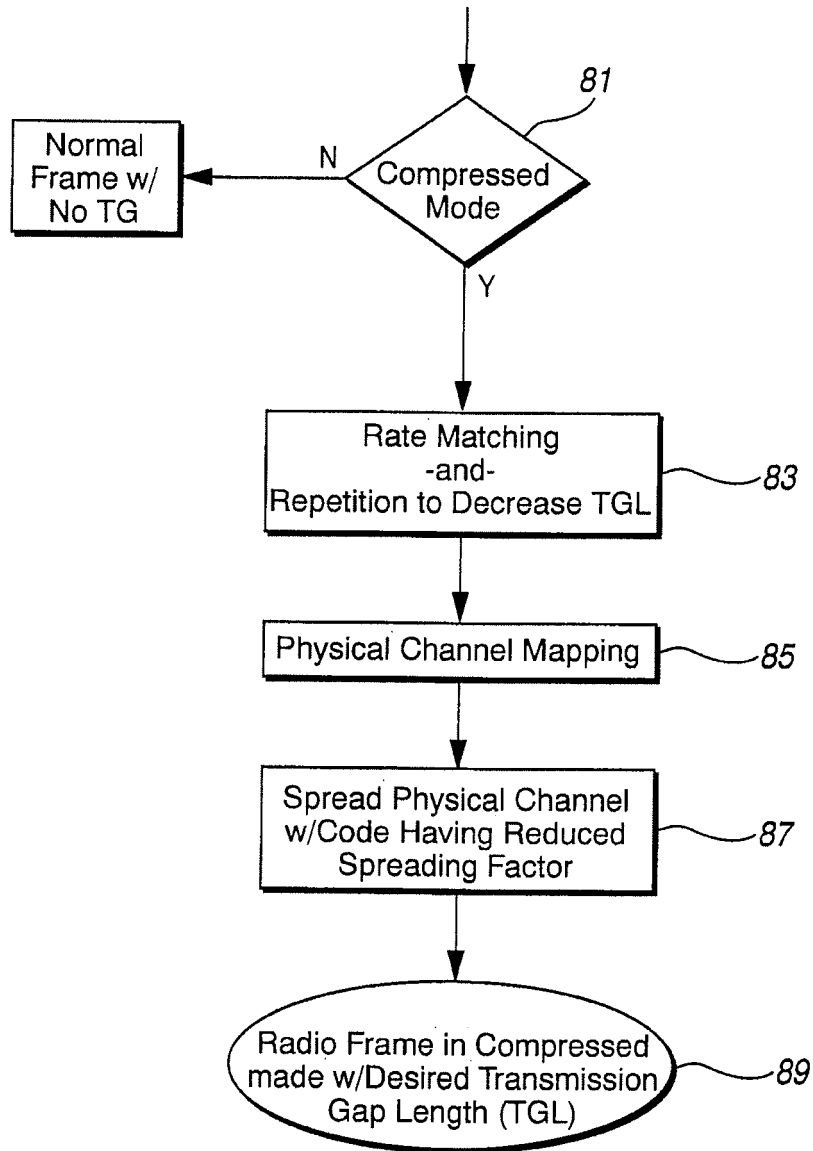 81
Normal
Frame w/
No TG
N
Compressed
Mode
Y
Rate Matching
-and-
Repetition to Decrease TGL
83
Physical Channel Mapping
85
Spread Physical Channel
w/Code Having Reduced
Spreading Factor
87
Radio Frame in Compressed
made w/Desired Transmission
Gap Length (TGL)
89